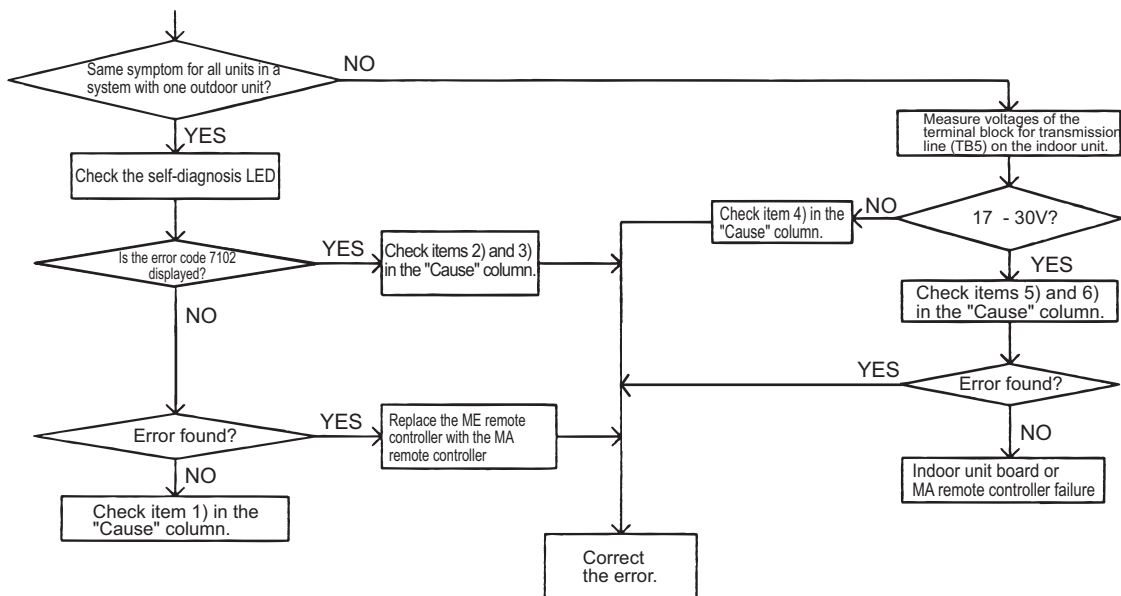 Same symptom for all units in a
system with one outdoor unit?
NO
YES
Measure voltages of the
terminal block for transmission
line (TB5) on the indoor unit.
Check the self-diagnosis LED
17 - 30V?
NO
Check item 4) in the
"Cause" column.
YES
Is the error code 7102
displayed?
YES
Check items 2) and 3)
in the "Cause" column.
NO
Check items 5) and 6)
in the "Cause" column.
Error found?
YES
NO
Error found?
YES
Replace the ME remote
controller with the MA
remote controller
NO
Indoor unit board or
MA remote controller failure
Check item 1) in the
"Cause" column.
Correct
the error.